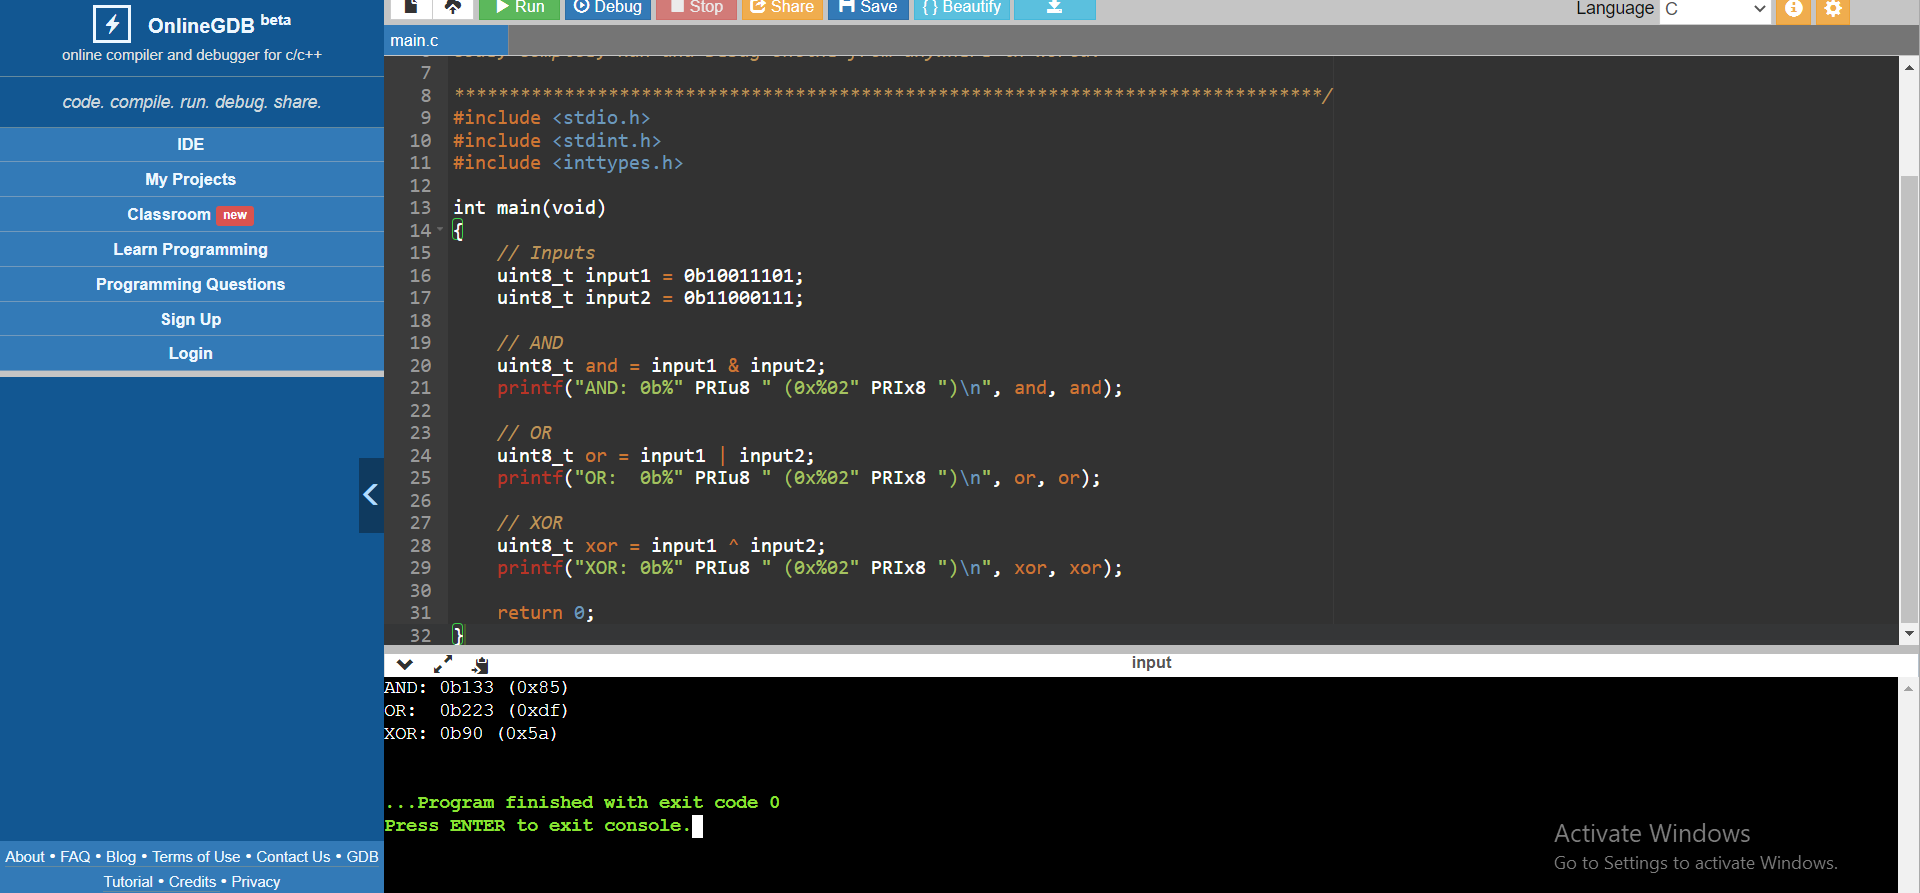 OnlineGDB beta
online compiler and debugger for c/c++
code. compile. run. debug. share.
IDE
My Projects
Classroom new
Learn Programming
Programming Questions
Sign Up
Login
About • FAQ • Blog • Terms of Use • Contact Us • GDB
Tutorial • Credits • Privacy
Run Debug Stop Share Save {} Beautify
Language C
main.c
7
8 *******************************************************************************/
9 #include <stdio.h>
10 #include <stdint.h>
11 #include <inttypes.h>
12
13 int main(void)
14 {
15 // Inputs
16 uint8_t input1 = 0b10011101;
17 uint8_t input2 = 0b11000111;
18
19 // AND
20 uint8_t and = input1 & input2;
21 printf("AND: 0b%" PRIu8 " (0x%02" PRIx8 ")\n", and, and);
22
23 // OR
24 uint8_t or = input1 | input2;
25 printf("OR:  0b%" PRIu8 " (0x%02" PRIx8 ")\n", or, or);
26
27 // XOR
28 uint8_t xor = input1 ^ input2;
29 printf("XOR: 0b%" PRIu8 " (0x%02" PRIx8 ")\n", xor, xor);
30
31 return 0;
32 }
input
AND: 0b133 (0x85)
OR:  0b223 (0xdf)
XOR: 0b90 (0x5a)
...Program finished with exit code 0
Press ENTER to exit console.
Activate Windows
Go to Settings to activate Windows.